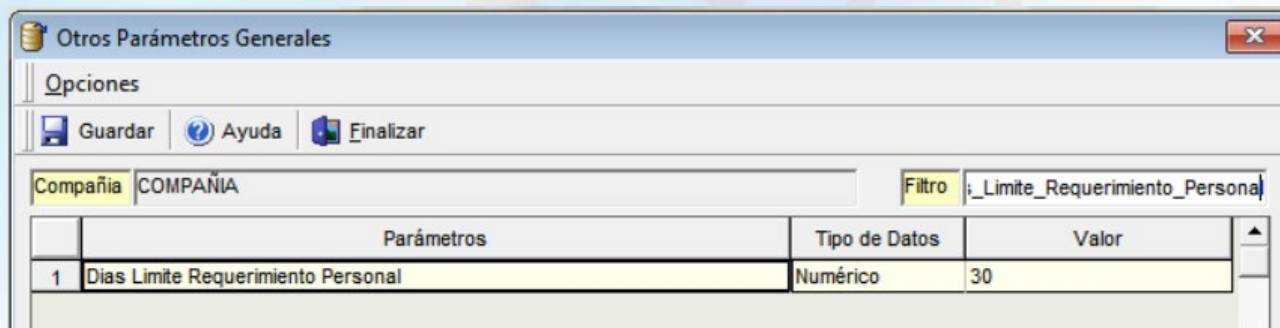 Otros Parámetros Generales
Opciones
Guardar Ayuda Finalizar
Compañia COMPAÑIA Filtro s_Limite_Requerimiento_Personal
Parámetros Tipo de Datos Valor
1 Dias Limite Requerimiento Personal Numérico 30